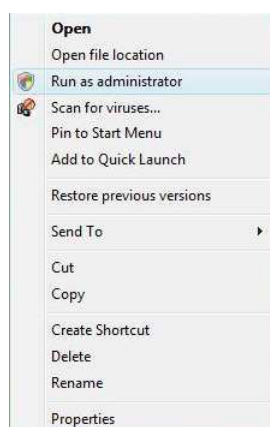 Open
Open file location
Run as administrator
Scan for viruses...
Pin to Start Menu
Add to Quick Launch
Restore previous versions
Send To
Cut
Copy
Create Shortcut
Delete
Rename
Properties